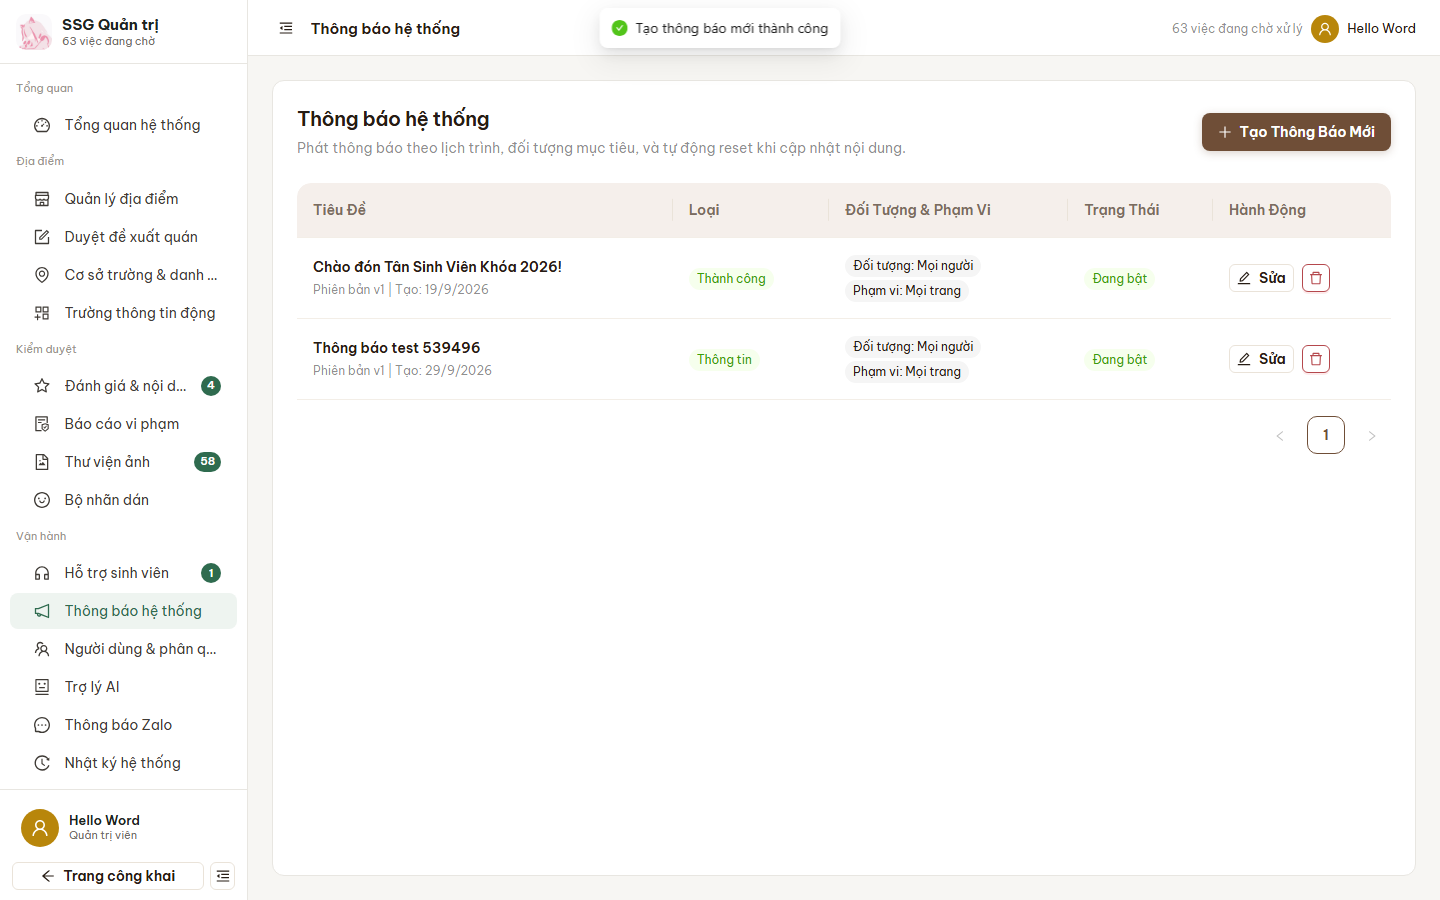 SSG Quản trị
63 việc đang chờ
Tổng quan
Tổng quan hệ thống
Địa điểm
Quản lý địa điểm
Duyệt đề xuất quán
Cơ sở trường & danh ...
Trường thông tin động
Kiểm duyệt
Đánh giá & nội d... 4
Báo cáo vi phạm
Thư viện ảnh 58
Bộ nhãn dán
Vận hành
Hỗ trợ sinh viên 1
Thông báo hệ thống
Người dùng & phân q...
Trợ lý AI
Thông báo Zalo
Nhật ký hệ thống
Hello Word
Quản trị viên
Trang công khai
Thông báo hệ thống
Tạo thông báo mới thành công
63 việc đang chờ xử lý
Hello Word
Thông báo hệ thống
Phát thông báo theo lịch trình, đối tượng mục tiêu, và tự động reset khi cập nhật nội dung.
Tạo Thông Báo Mới
Tiêu Đề Loại Đối Tượng & Phạm Vi Trạng Thái Hành Động
Chào đón Tân Sinh Viên Khóa 2026!
Phiên bản v1 | Tạo: 19/9/2026
Thành công
Đối tượng: Mọi người
Phạm vi: Mọi trang
Đang bật
Sửa
Thông báo test 539496
Phiên bản v1 | Tạo: 29/9/2026
Thông tin
Đối tượng: Mọi người
Phạm vi: Mọi trang
Đang bật
Sửa
1